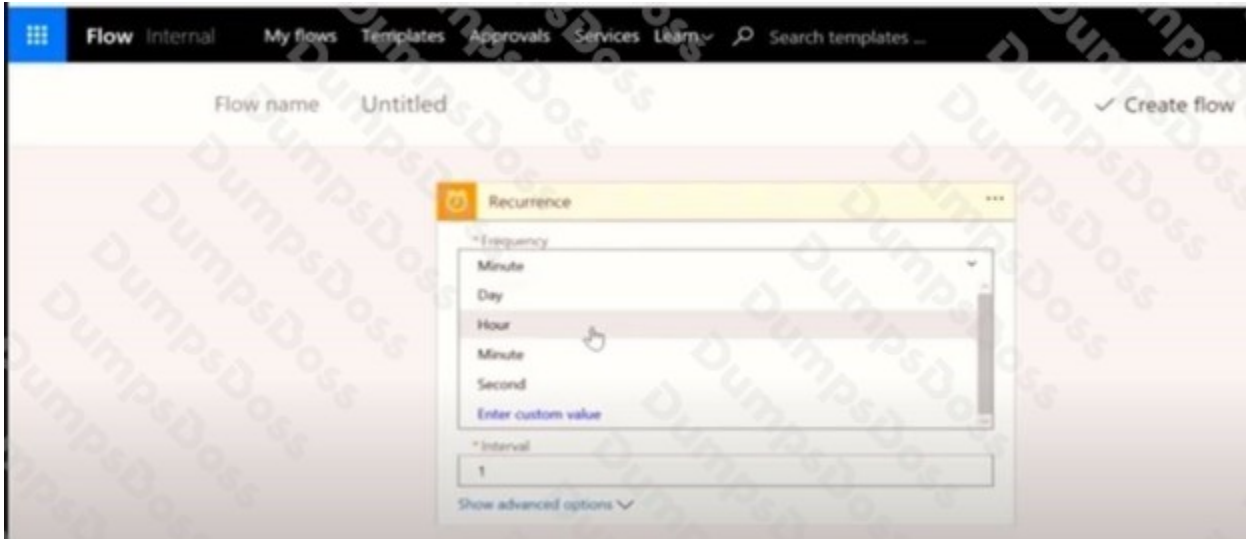 Flow Internal My flows Templates Approvals Services Learn Search templates ...
Flow name Untitled Create flow
Recurrence
* Frequency
Minute
Day
Hour
Minute
Second
Enter custom value
* Interval
1
Show advanced options
DumpsDoss